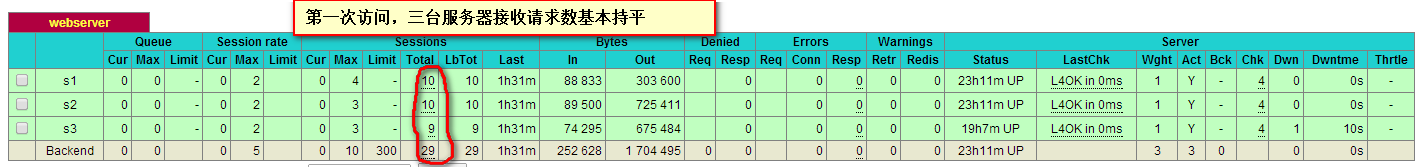 第一次访问，三台服务器接收请求数基本持平
webserver
Queue Session rate Sessions Bytes Denied Errors Warnings Server
Cur Max Limit Cur Max Limit Cur Max Limit Total LbTot Last In Out Req Resp Req Conn Resp Retr Redis Status LastChk Wght Act Bck Chk Dwn Dwntme Thrtle
s1 0 0 - 0 2 0 4 - 10 10 1h31m 88 833 303 600 0 0 0 0 0 23h11m UP L4OK in 0ms 1 Y - 4 0 0s -
s2 0 0 - 0 2 0 3 - 10 10 1h31m 89 500 725 411 0 0 0 0 0 23h11m UP L4OK in 0ms 1 Y - 4 0 0s -
s3 0 0 - 0 2 0 3 - 9 9 1h31m 74 295 675 484 0 0 0 0 0 19h7m UP L4OK in 0ms 1 Y - 4 1 10s -
Backend 0 0 0 5 0 10 300 29 29 1h31m 252 628 1 704 495 0 0 0 0 0 0 23h11m UP 3 3 0 0 0s